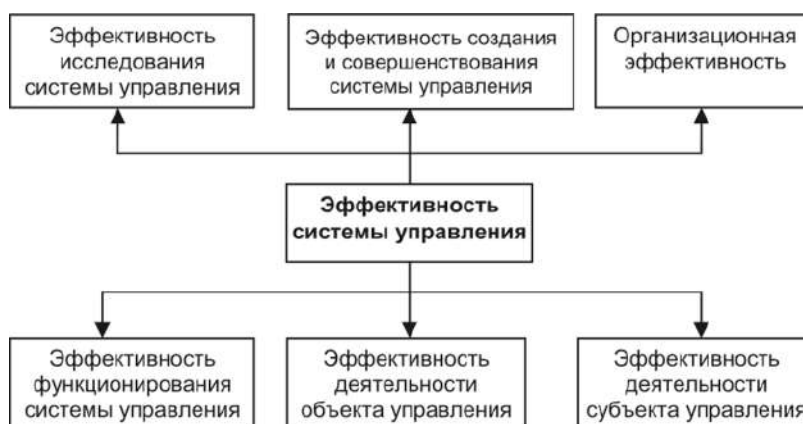 Эффективность
исследования
системы управления
Эффективность создания
и совершенствования
системы управления
Организационная
эффективность
Эффективность
системы управления
Эффективность
функционирования
системы управления
Эффективность
деятельности
объекта управления
Эффективность
деятельности
субъекта управления